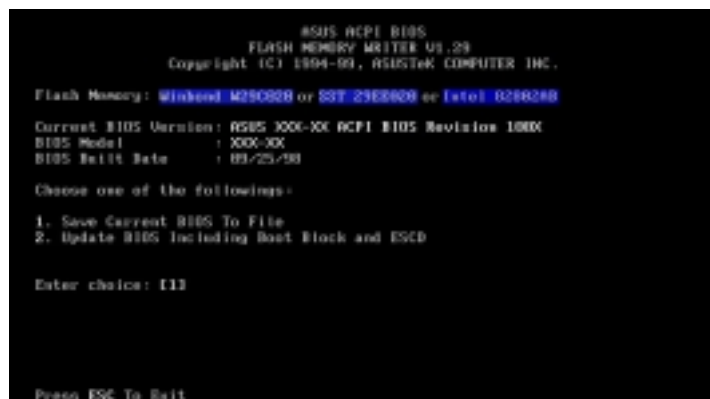 ASUS ACPI BIOS
FLASH MEMORY WRITER V1.29
Copyright (C) 1994-99, ASUSTeK COMPUTER INC.
Flash Memory: Winbond W29C020 or SST 29EE020 or Intel 82802AB
Current BIOS Version: ASUS XXX-XX ACPI BIOS Revision 100X
BIOS Model : XXX-XX
BIOS Built Date : 09/25/98
Choose one of the followings:
1. Save Current BIOS To File
2. Update BIOS Including Boot Block and ESCD
Enter choice: [1]
Press ESC To Exit